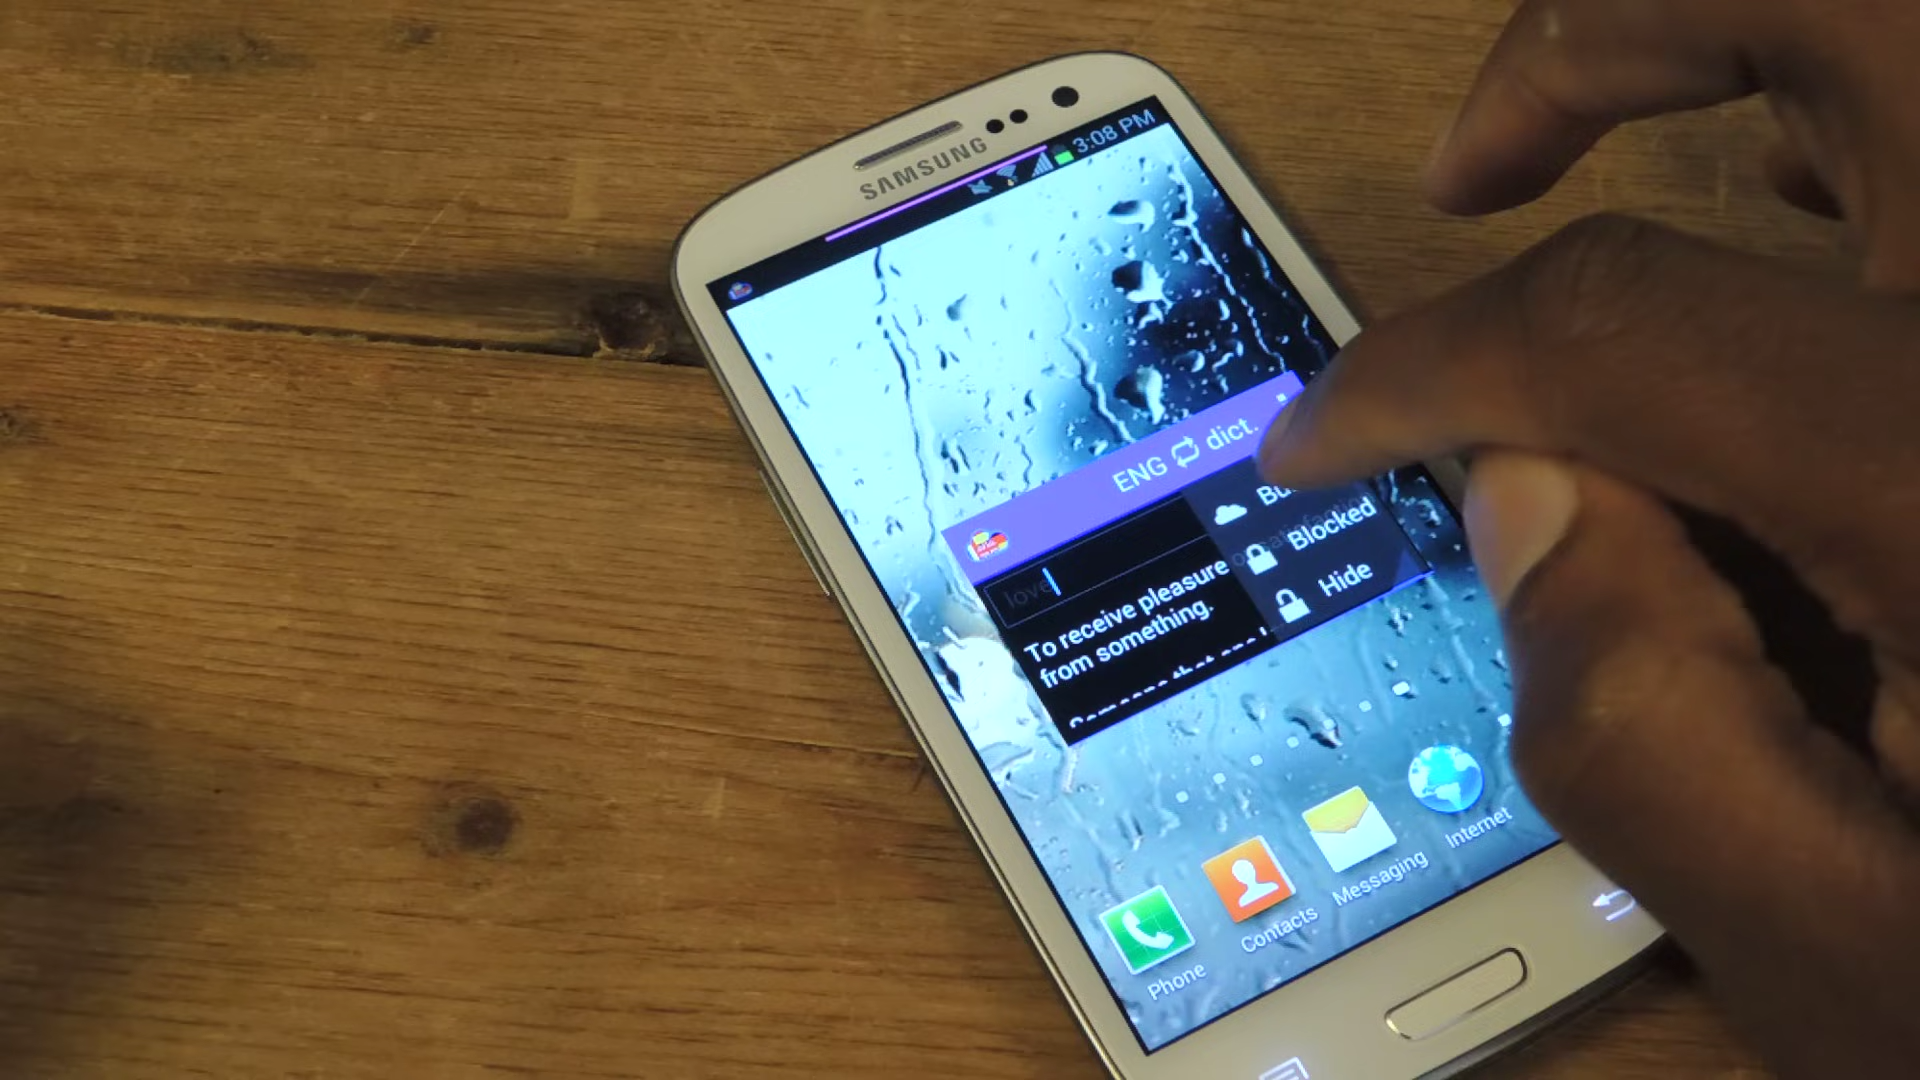 SAMSUNG
3:08 PM
ENG dict.
love
Blocked
Hide
To receive pleasure
from something.
Phone
Contacts
Messaging
Internet